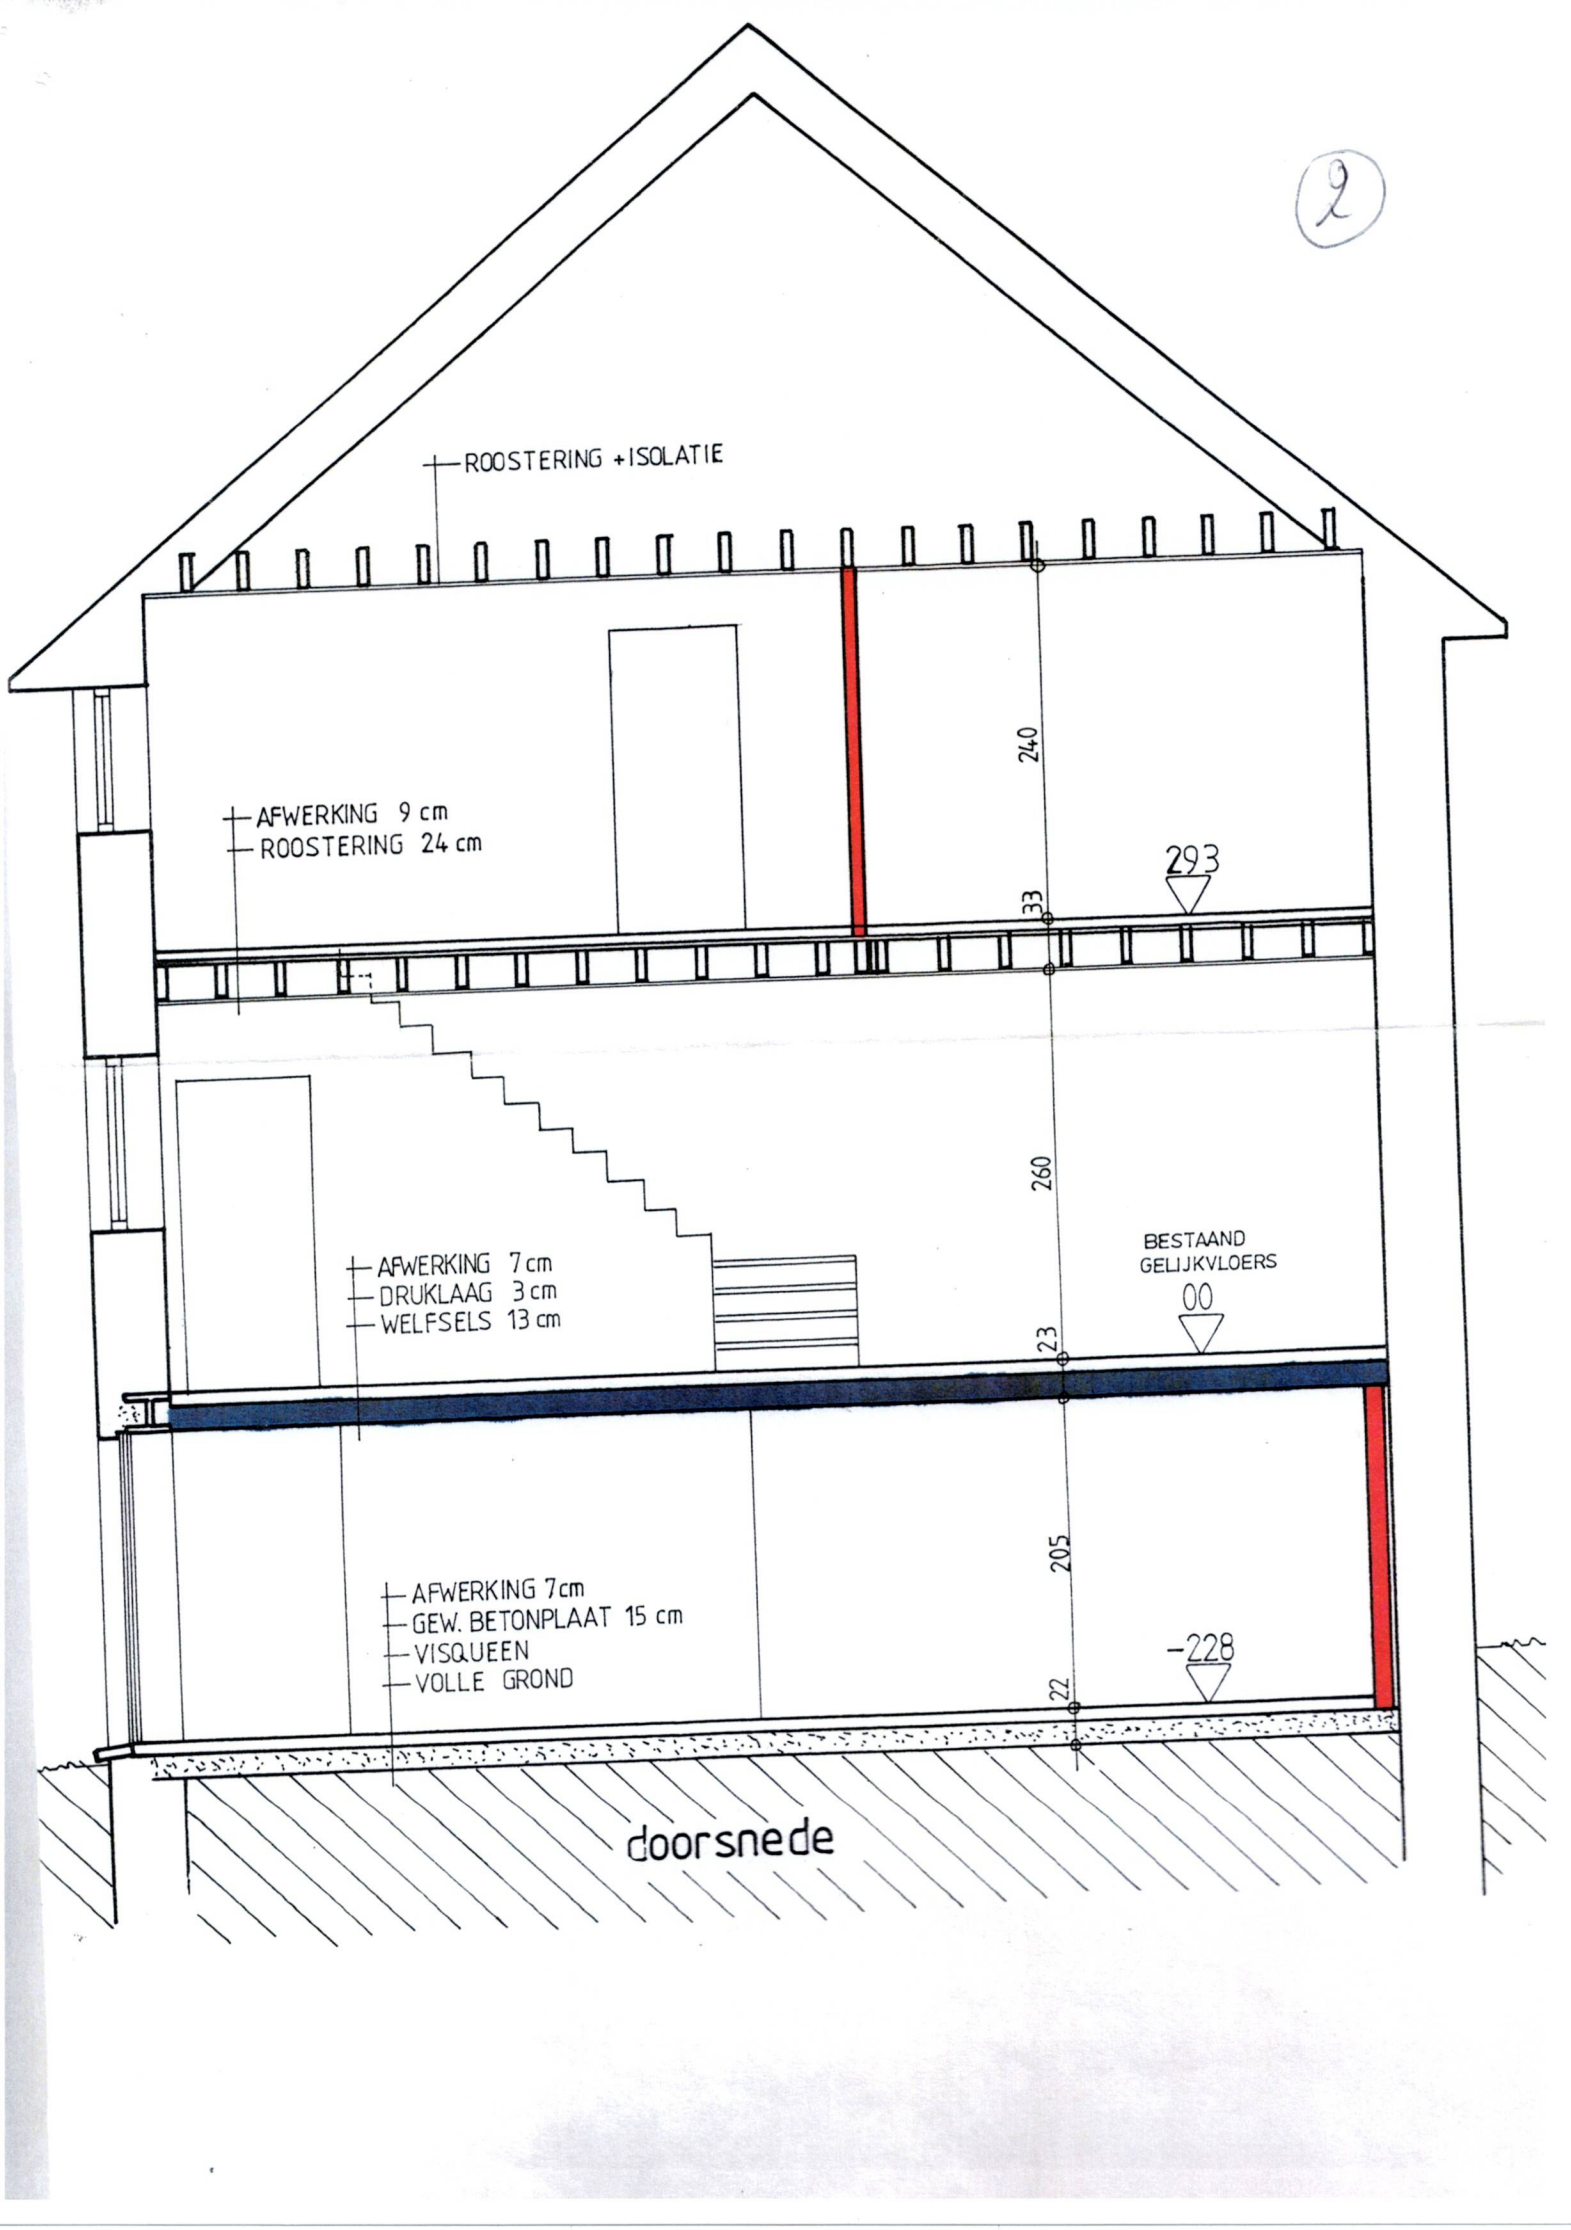 2
ROOSTERING + ISOLATIE
240
AFWERKING 9 cm
ROOSTERING 24 cm
293
33
260
BESTAAND
GELIJKVLOERS
00
AFWERKING 7 cm
DRUKLAAG 3 cm
WELFSELS 13 cm
23
205
AFWERKING 7 cm
GEW. BETONPLAAT 15 cm
VISQUEEN
VOLLE GROND
-228
22
doorsnede